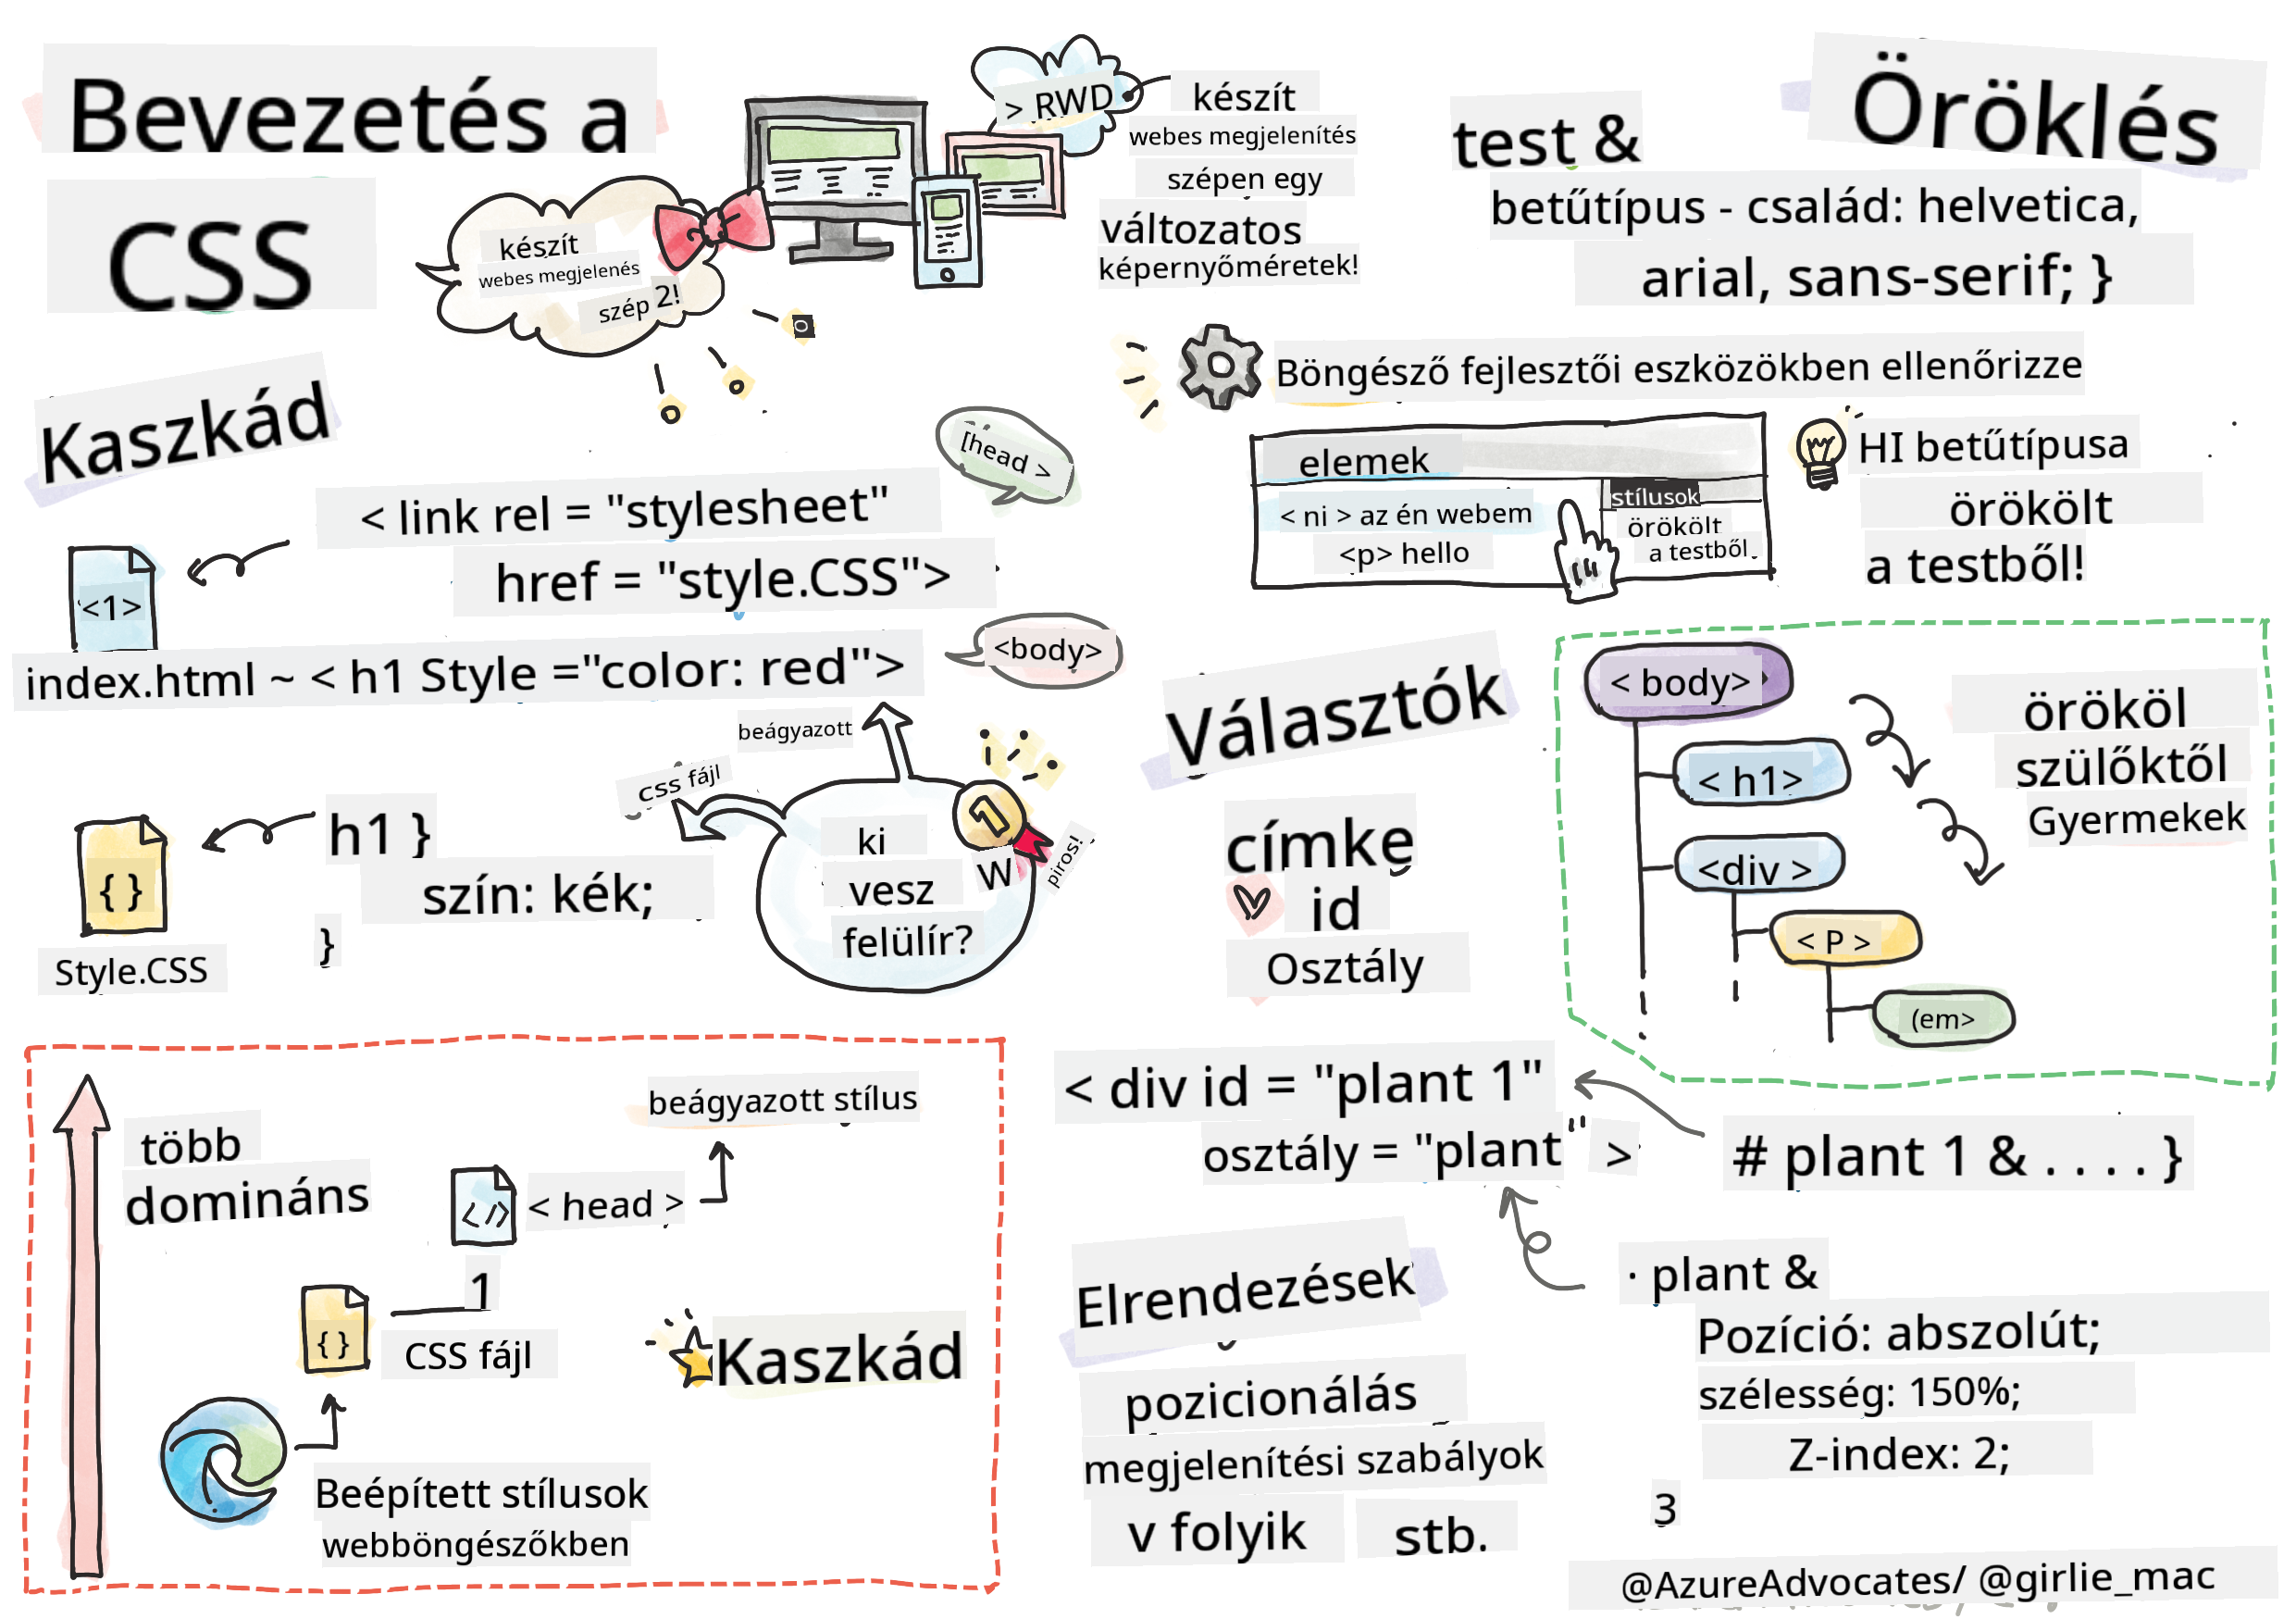 Bevezetés a
CSS
készít
webes megjelenés
szép 2!
> RWD
készít
webes megjelenítés
szépen egy
változatos
képernyőméretek!
Öröklés
test &
betűtípus - család: helvetica,
arial, sans-serif; }
Böngésző fejlesztői eszközökben ellenőrizze
elemek
< ni > az én webem
<p> hello
stílusok
örökölt
a testből.
HI betűtípusa
örökölt
a testből!
Kaszkád
[head >
< link rel = "stylesheet"
href = "style.CSS">
<1>
index.html ~ < h1 Style ="color: red">
<body>
beágyazott
css fájl
h1 }
szín: kék;
}
{ }
Style.CSS
ki
vesz
felülír?
1
W
piros!
Választók
címke
id
Osztály
< body>
< h1>
<div >
< P >
(em>
örököl
szülőktől
Gyermekek
< div id = "plant 1"
osztály = "plant" >
# plant 1 & . . . . }
· plant &
Pozíció: abszolút;
szélesség: 150%;
Z-index: 2;
3
több
domináns
beágyazott stílus
</>
< head >
1
{ }
CSS fájl
Kaszkád
Beépített stílusok
webböngészőkben
Elrendezések
pozicionálás
megjelenítési szabályok
v folyik stb.
@AzureAdvocates/ @girlie_mac